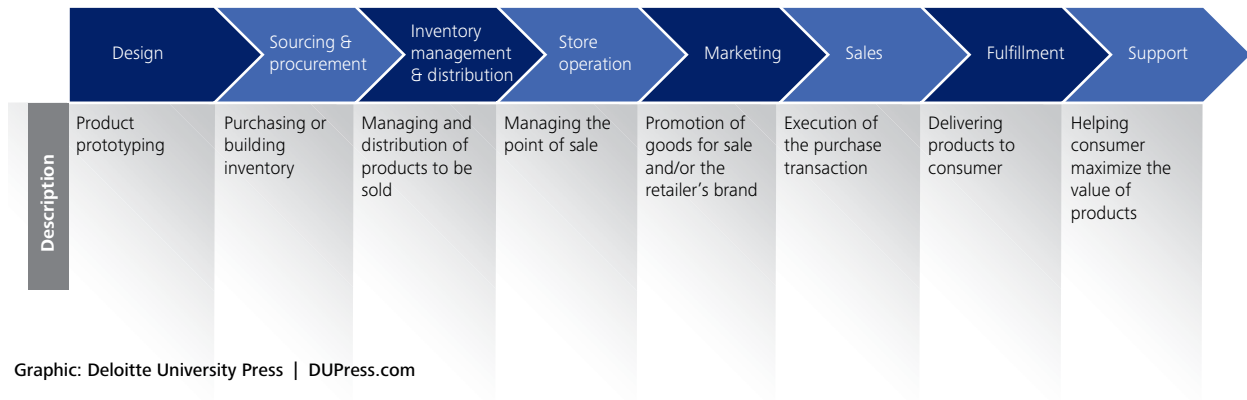 Design
Sourcing &
procurement
Inventory
management
& distribution
Store
operation
Marketing
Sales
Fulfillment
Support
Description
Product
prototyping
Purchasing or
building
inventory
Managing and
distribution of
products to be
sold
Managing the
point of sale
Promotion of
goods for sale
and/or the
retailer’s brand
Execution of
the purchase
transaction
Delivering
products to
consumer
Helping
consumer
maximize the
value of
products
Graphic: Deloitte University Press | DUPress.com